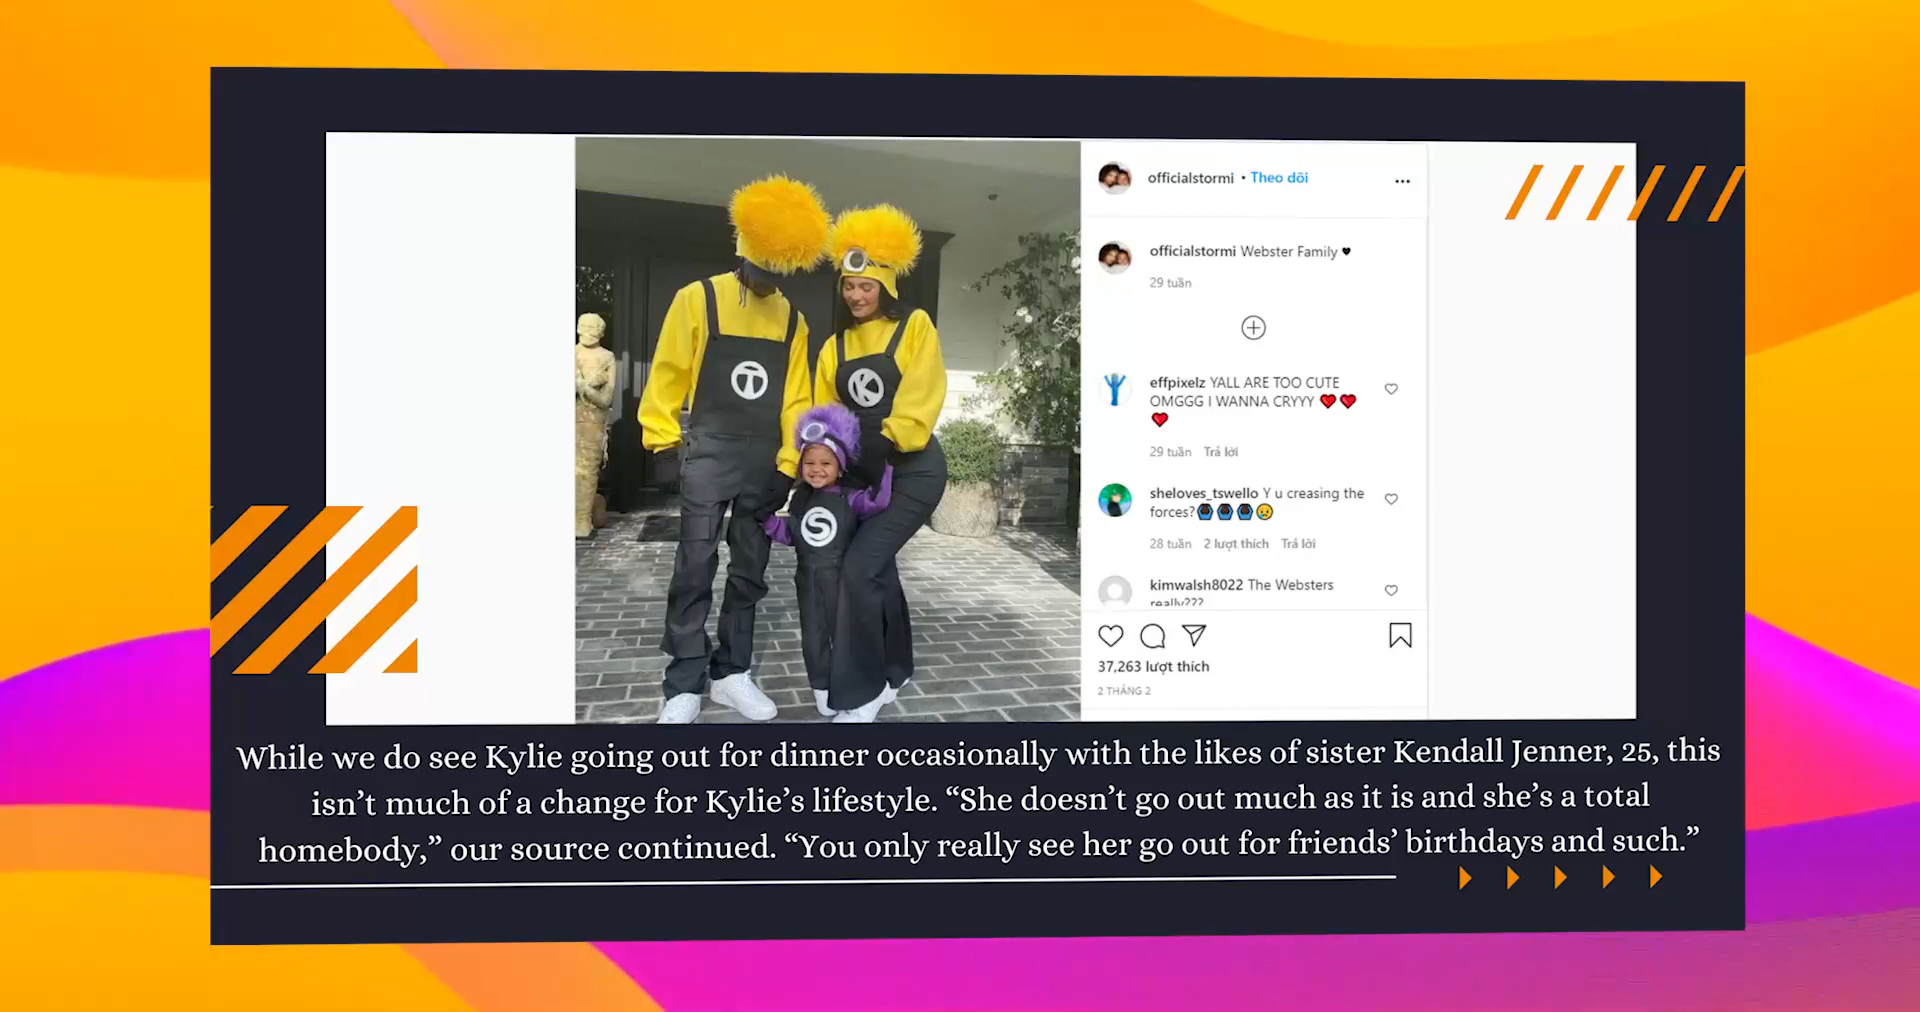 officialstormi • Theo dõi
officialstormi Webster Family
29 tuần
effpixelz YALL ARE TOO CUTE
OMGGG I WANNA CRYYY
29 tuần Trả lời
sheloves_tswello Y u creasing the
forces?
28 tuần 2 lượt thích Trả lời
kimwalsh8022 The Websters
really???
37,263 lượt thích
2 THÁNG 2
T
K
S
While we do see Kylie going out for dinner occasionally with the likes of sister Kendall Jenner, 25, this
isn’t much of a change for Kylie’s lifestyle. “She doesn’t go out much as it is and she’s a total
homebody,” our source continued. “You only really see her go out for friends’ birthdays and such.”